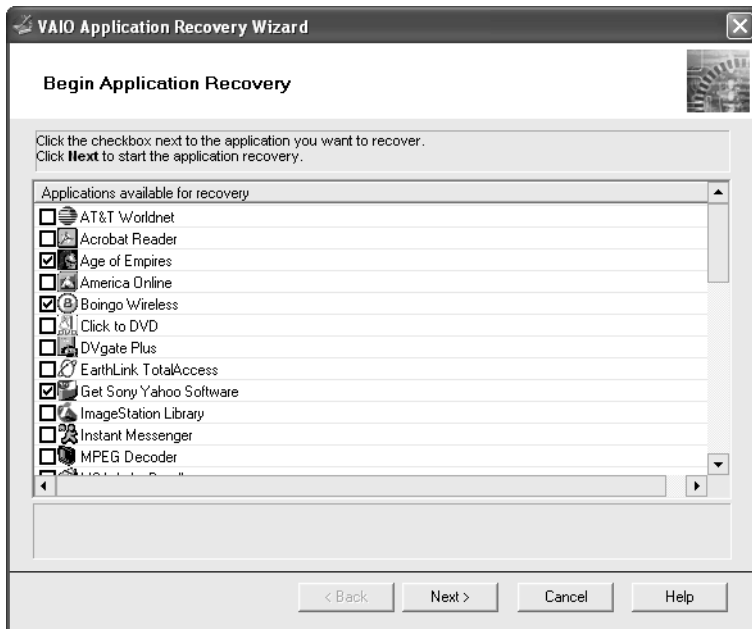 VAIO Application Recovery Wizard
Begin Application Recovery
Click the checkbox next to the application you want to recover.
Click Next to start the application recovery.
Applications available for recovery
AT&T Worldnet
Acrobat Reader
Age of Empires
America Online
Boingo Wireless
Click to DVD
DVgate Plus
EarthLink TotalAccess
Get Sony Yahoo Software
ImageStation Library
Instant Messenger
MPEG Decoder
< Back Next > Cancel Help